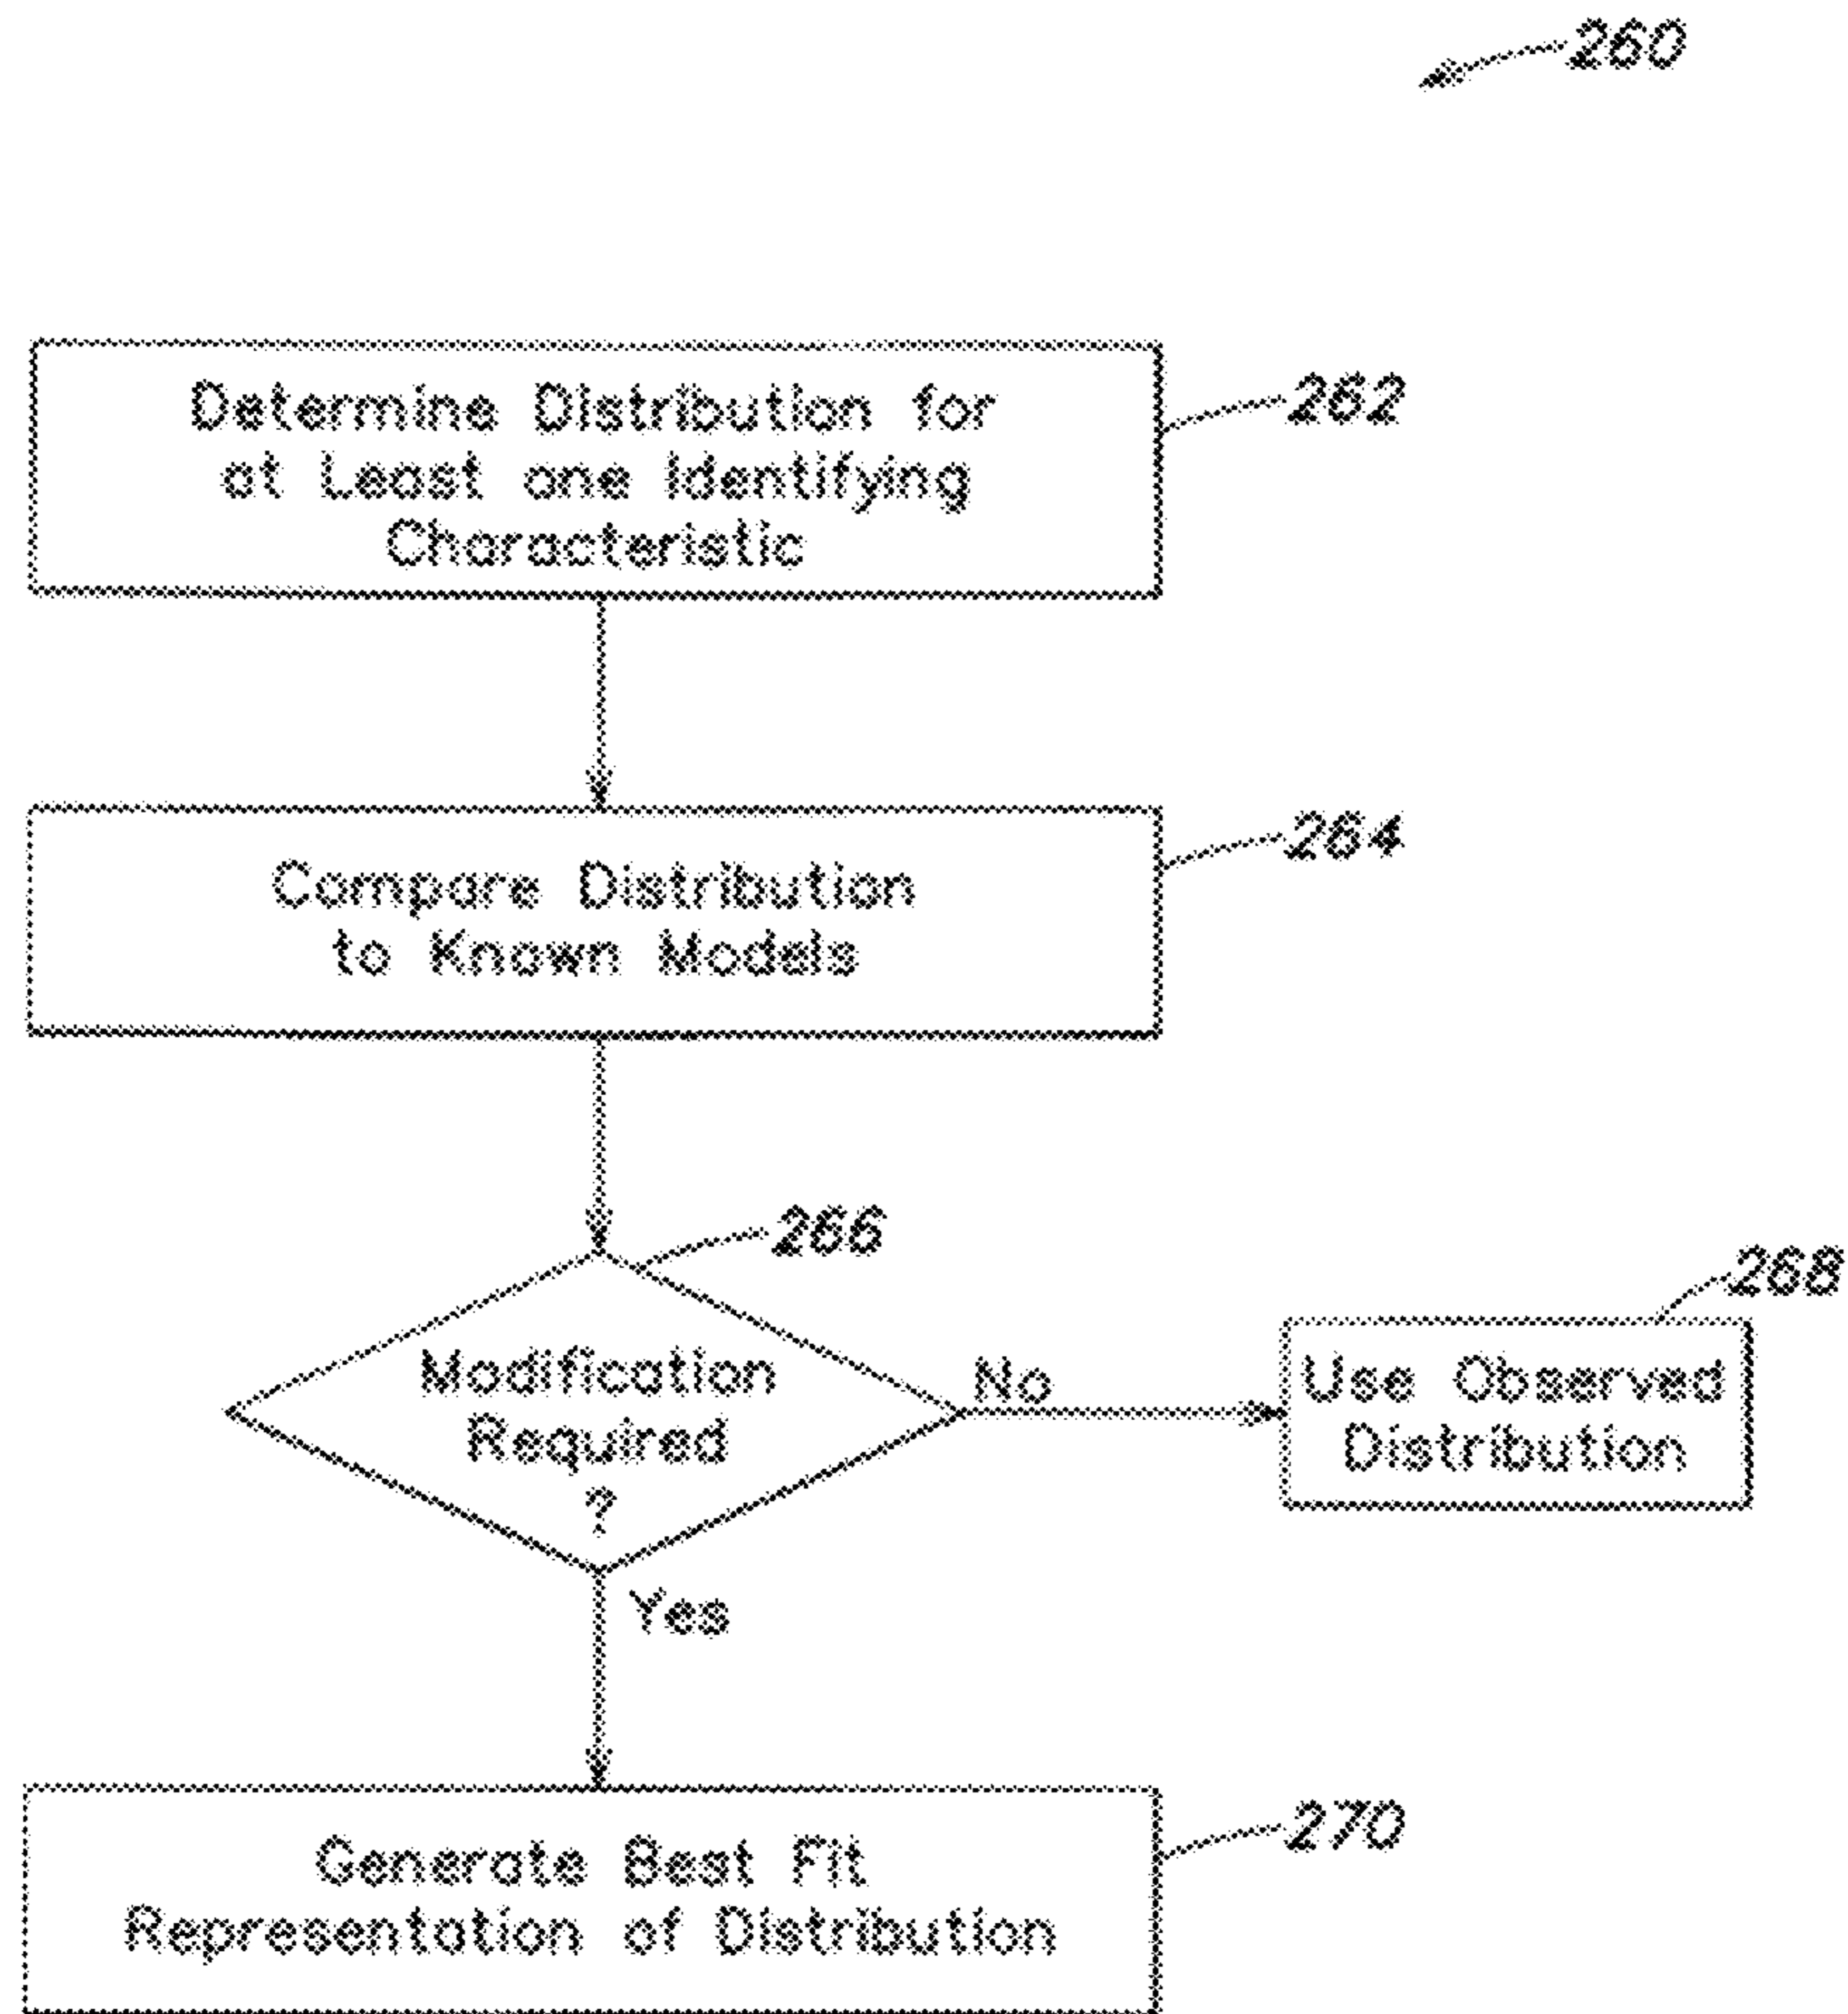 260
Determine Distribution for
at Least one Identifying
Characteristic
262
Compare Distribution
to Known Models
264
266
Modification
Required
?
No
268
Use Observed
Distribution
Yes
Generate Best Fit
Representation of Distribution
270